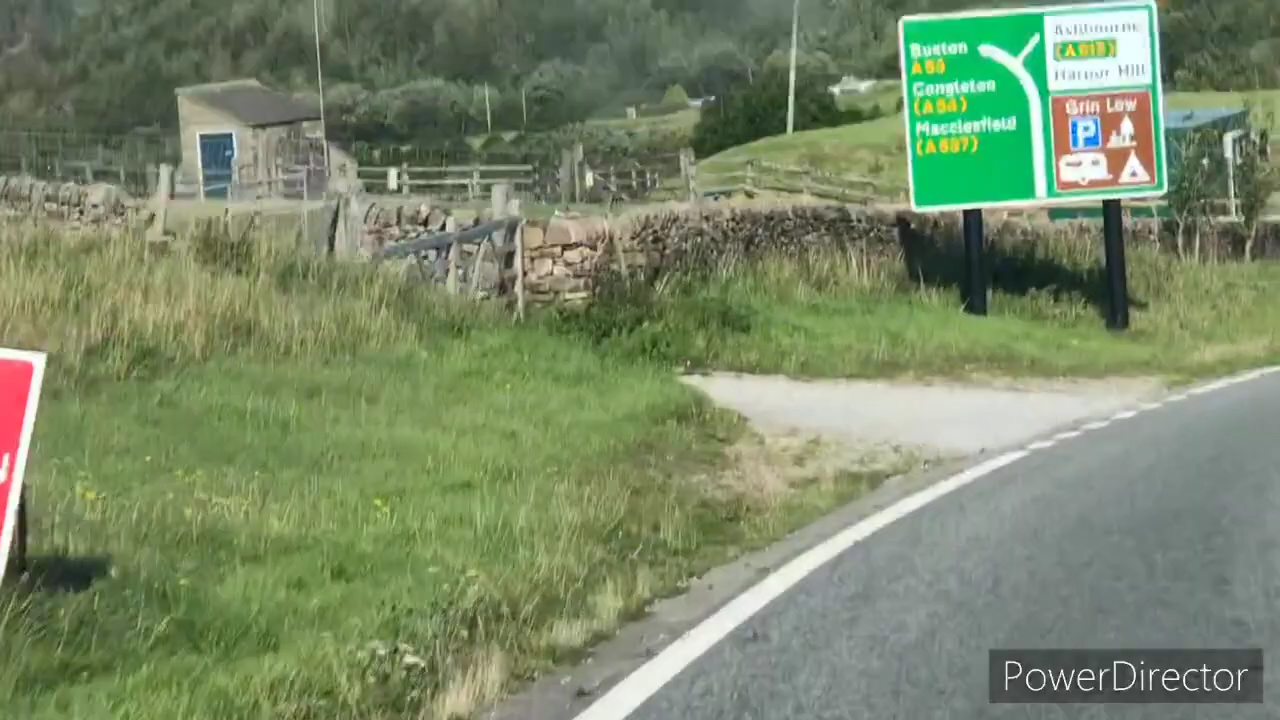 Buxton
A53
Congleton
(A54)
Macclesfield
(A537)
Ashbourne
(A515)
Harpur Hill
Grin Low
P
PowerDirector